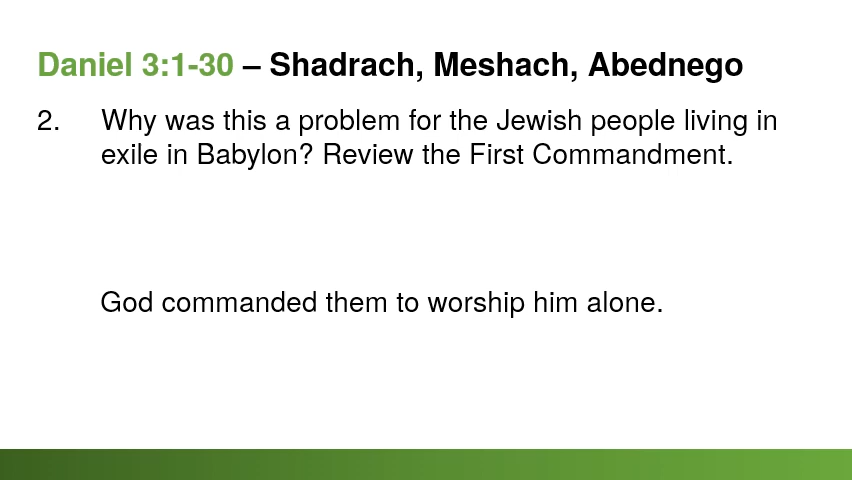 Daniel 3:1-30 – Shadrach, Meshach, Abednego
2. Why was this a problem for the Jewish people living in
exile in Babylon? Review the First Commandment.
God commanded them to worship him alone.